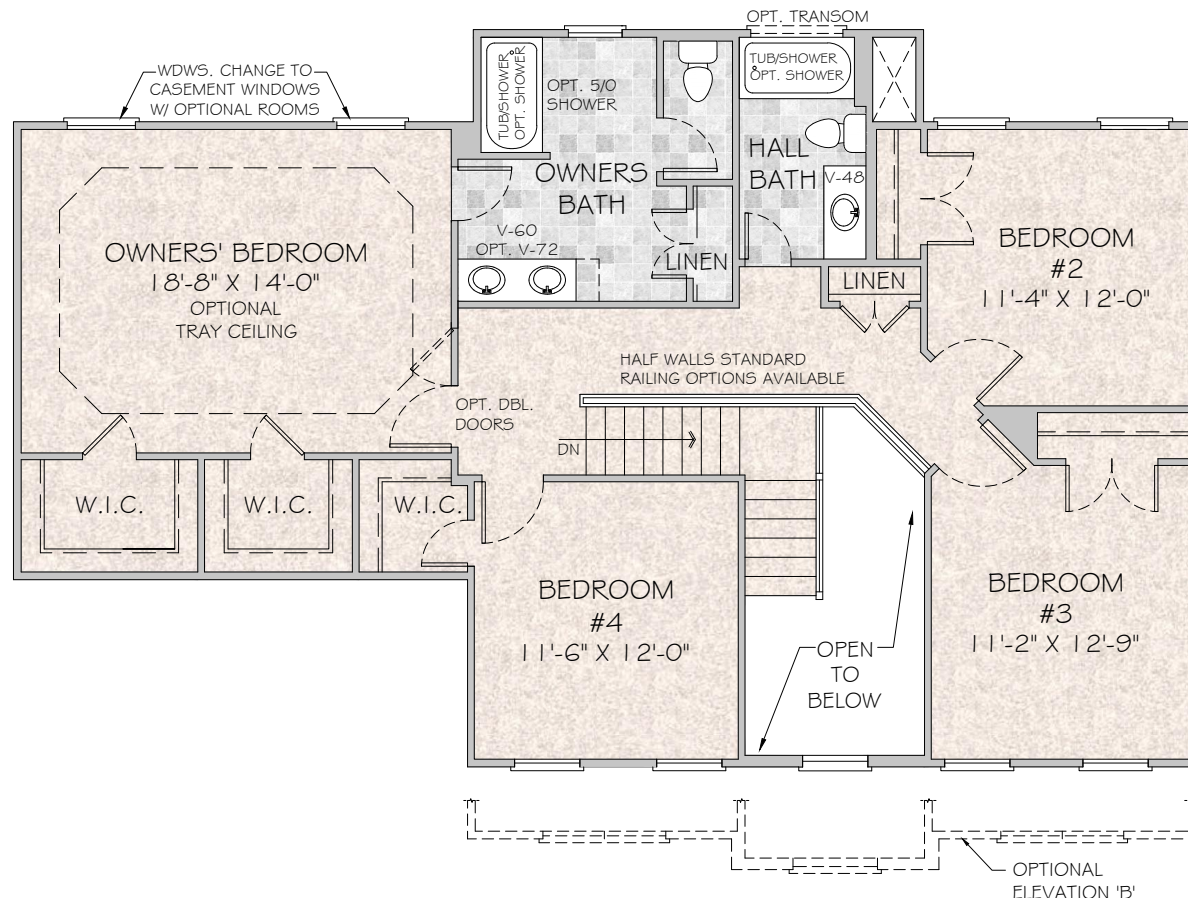 OPT. TRANSOM
WDWS. CHANGE TO
CASEMENT WINDOWS
W/ OPTIONAL ROOMS
TUB/SHOWER
OPT. SHOWER
OPT. 5/0
SHOWER
TUB/SHOWER
OPT. SHOWER
OWNERS
BATH
HALL
BATH
V-48
V-60
OPT. V-72
LINEN
LINEN
OWNERS' BEDROOM
18'-8" X 14'-0"
OPTIONAL
TRAY CEILING
BEDROOM
#2
11'-4" X 12'-0"
HALF WALLS STANDARD
RAILING OPTIONS AVAILABLE
OPT. DBL.
DOORS
DN
W.I.C.
W.I.C.
W.I.C.
BEDROOM
#4
11'-6" X 12'-0"
OPEN
TO
BELOW
BEDROOM
#3
11'-2" X 12'-9"
OPTIONAL
ELEVATION 'B'